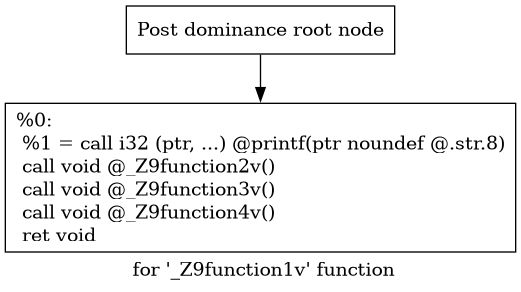 Post dominance root node
%0:
%1 = call i32 (ptr, ...) @printf(ptr noundef @.str.8)
call void @_Z9function2v()
call void @_Z9function3v()
call void @_Z9function4v()
ret void
for '_Z9function1v' function